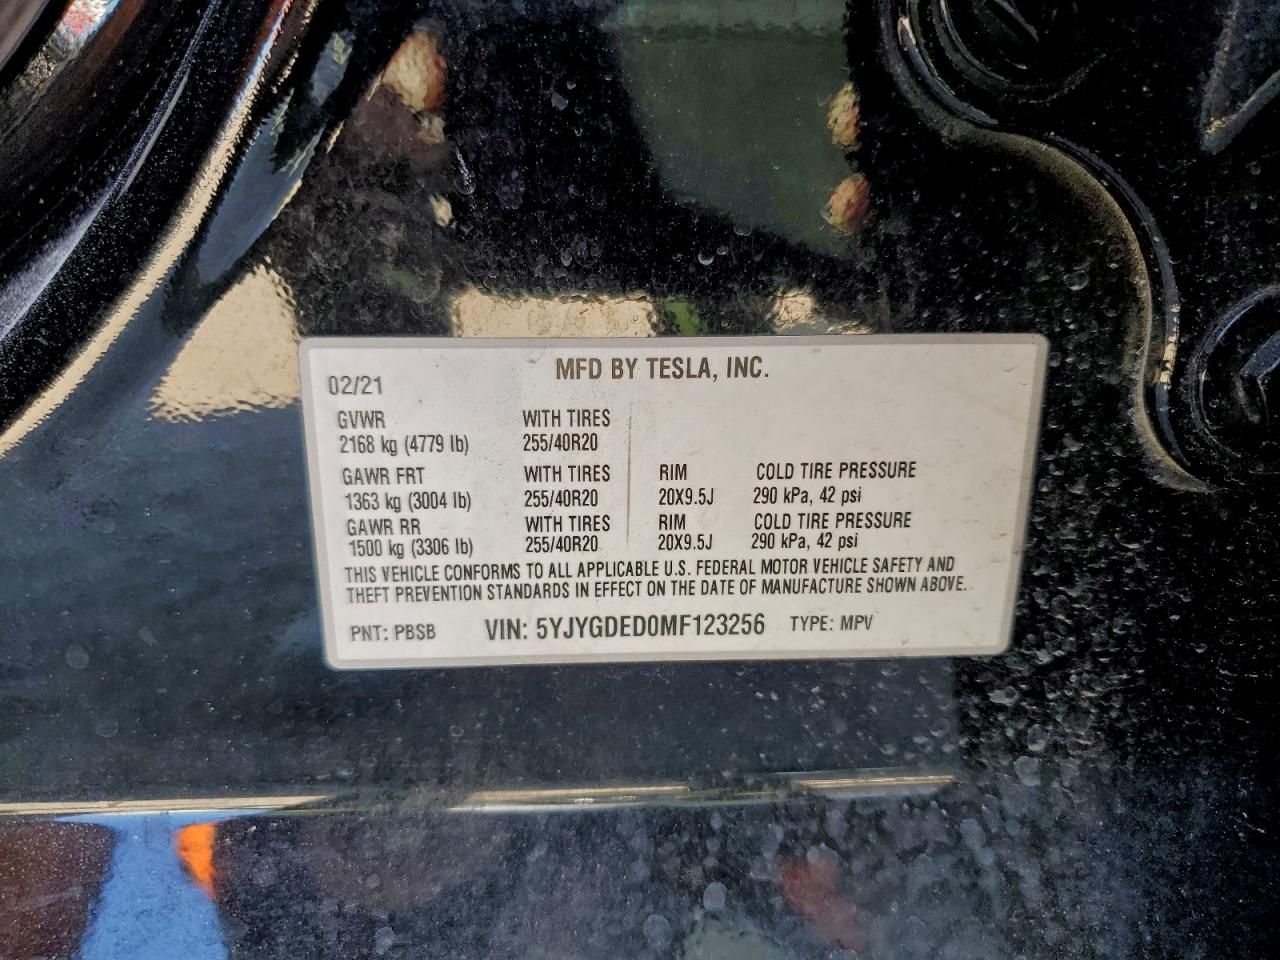 MFD BY TESLA, INC.
02/21
GVWR WITH TIRES
2168 kg (4779 lb) 255/40R20
GAWR FRT WITH TIRES RIM COLD TIRE PRESSURE
1363 kg (3004 lb) 255/40R20 20X9.5J 290 kPa, 42 psi
GAWR RR WITH TIRES RIM COLD TIRE PRESSURE
1500 kg (3306 lb) 255/40R20 20X9.5J 290 kPa, 42 psi
THIS VEHICLE CONFORMS TO ALL APPLICABLE U.S. FEDERAL MOTOR VEHICLE SAFETY AND
THEFT PREVENTION STANDARDS IN EFFECT ON THE DATE OF MANUFACTURE SHOWN ABOVE.
PNT: PBSB VIN: 5YJYGDED0MF123256 TYPE: MPV